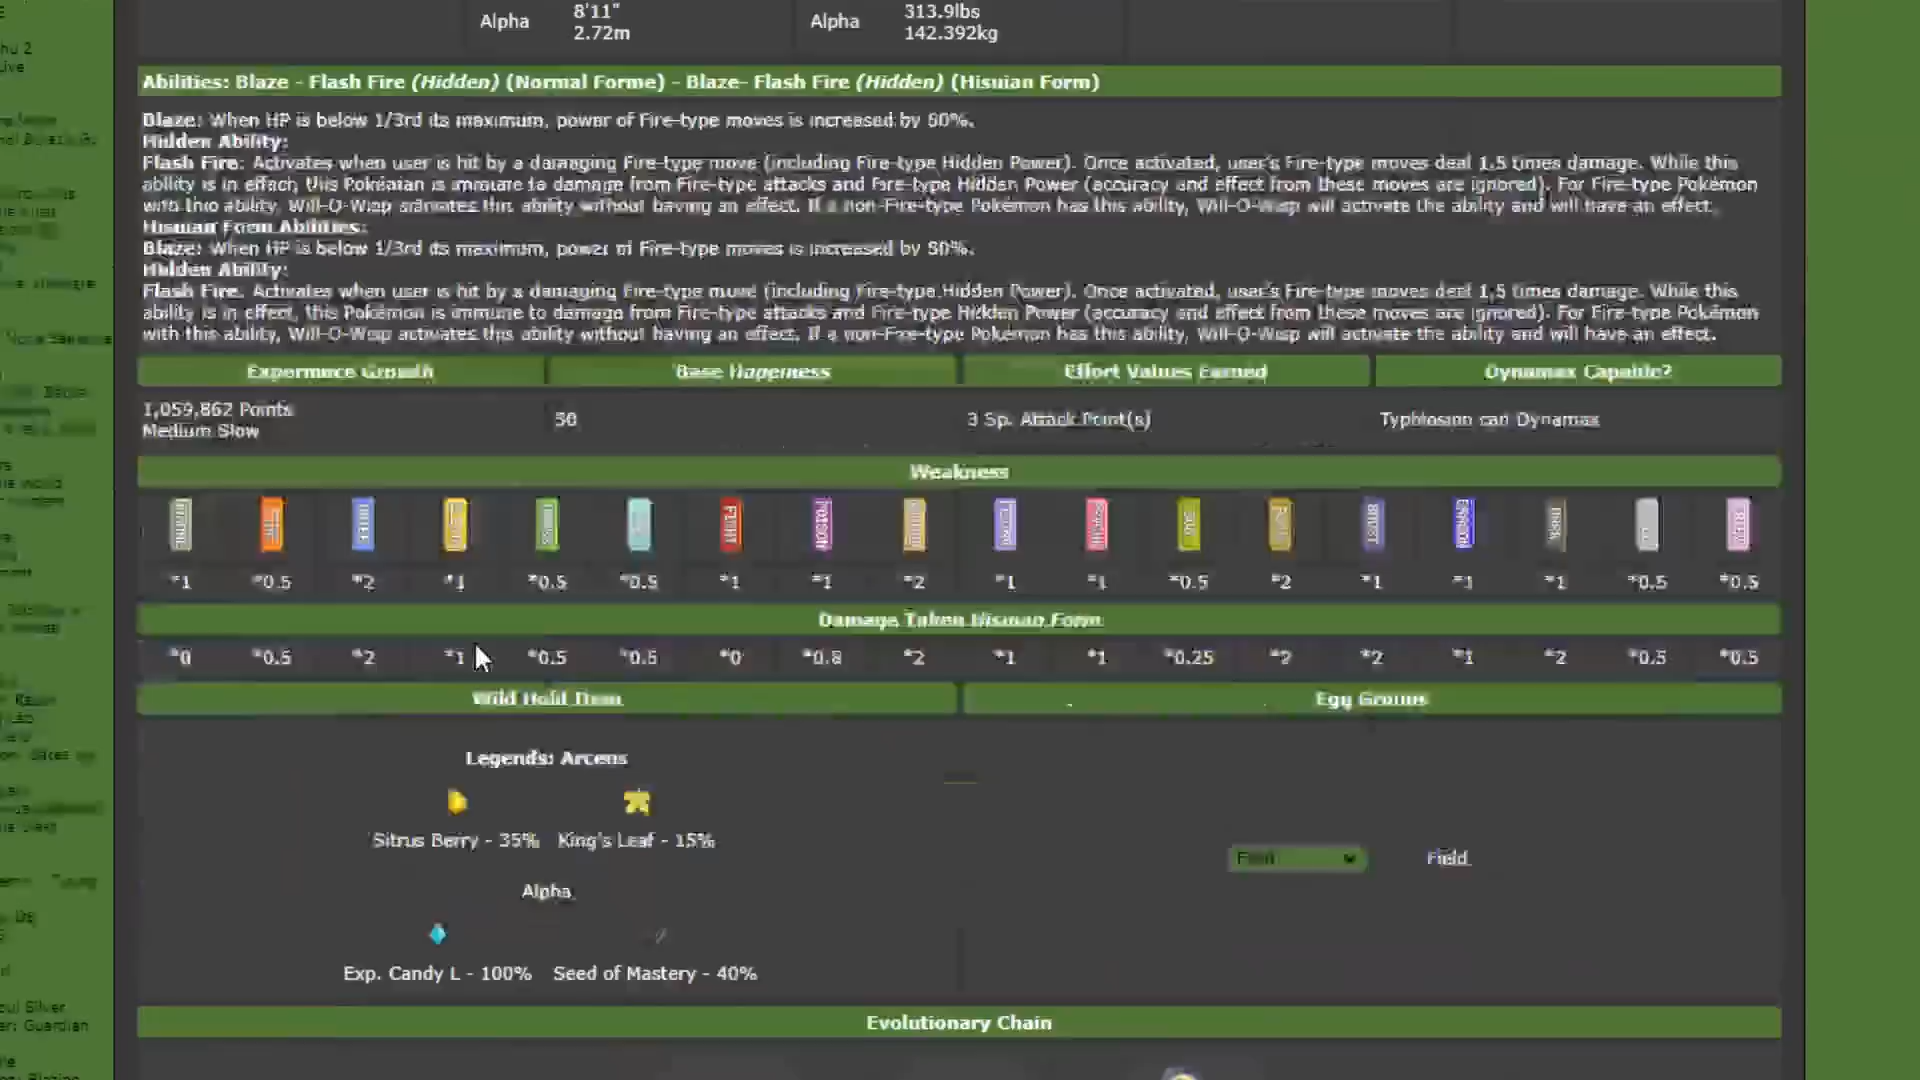 Alpha 8'11" 2.72m Alpha 313.9lbs 142.392kg
Abilities: Blaze - Flash Fire (Hidden) (Normal Forme) - Blaze- Flash Fire (Hidden) (Hisuian Form)
Blaze: When HP is below 1/3rd its maximum, power of Fire-type moves is increased by 50%.
Hidden Ability:
Flash Fire: Activates when user is hit by a damaging Fire-type move (including Fire-type Hidden Power). Once activated, user's Fire-type moves deal 1.5 times damage. While this
ability is in effect, this Pokémon is immune to damage from Fire-type attacks and Fire-type Hidden Power (accuracy and effect from these moves are ignored). For Fire-type Pokémon
with this ability, Will-O-Wisp activates this ability without having an effect. If a non-Fire-type Pokémon has this ability, Will-O-Wisp will activate the ability and will have an effect.
Hisuian Form Abilities:
Blaze: When HP is below 1/3rd its maximum, power of Fire-type moves is increased by 50%.
Hidden Ability:
Flash Fire: Activates when user is hit by a damaging Fire-type move (including Fire-type Hidden Power). Once activated, user's Fire-type moves deal 1.5 times damage. While this
ability is in effect, this Pokémon is immune to damage from Fire-type attacks and Fire-type Hidden Power (accuracy and effect from these moves are ignored). For Fire-type Pokémon
with this ability, Will-O-Wisp activates this ability without having an effect. If a non-Fire-type Pokémon has this ability, Will-O-Wisp will activate the ability and will have an effect.
Experience Growth Base Happiness Effort Values Earned Dynamax Capable?
1,059,862 Points
Medium Slow
50
3 Sp. Attack Point(s)
Typhlosion can Dynamax
Weakness
FIGHT POISON DRAGON
*1 *0.5 *2 *1 *0.5 *0.5 *1 *1 *2 *1 *1 *0.5 *2 *1 *1 *1 *0.5 *0.5
Damage Taken Hisuian Form
*0 *0.5 *2 *1 *0.5 *0.5 *0 *2 *1 *1 *0.25 *2 *2 *1 *2 *0.5 *0.5
Wild Hold Item Egg Groups
Legends: Arceus
Sitrus Berry - 35% King's Leaf - 15%
Field Field
Alpha
Exp. Candy L - 100% Seed of Mastery - 40%
Evolutionary Chain